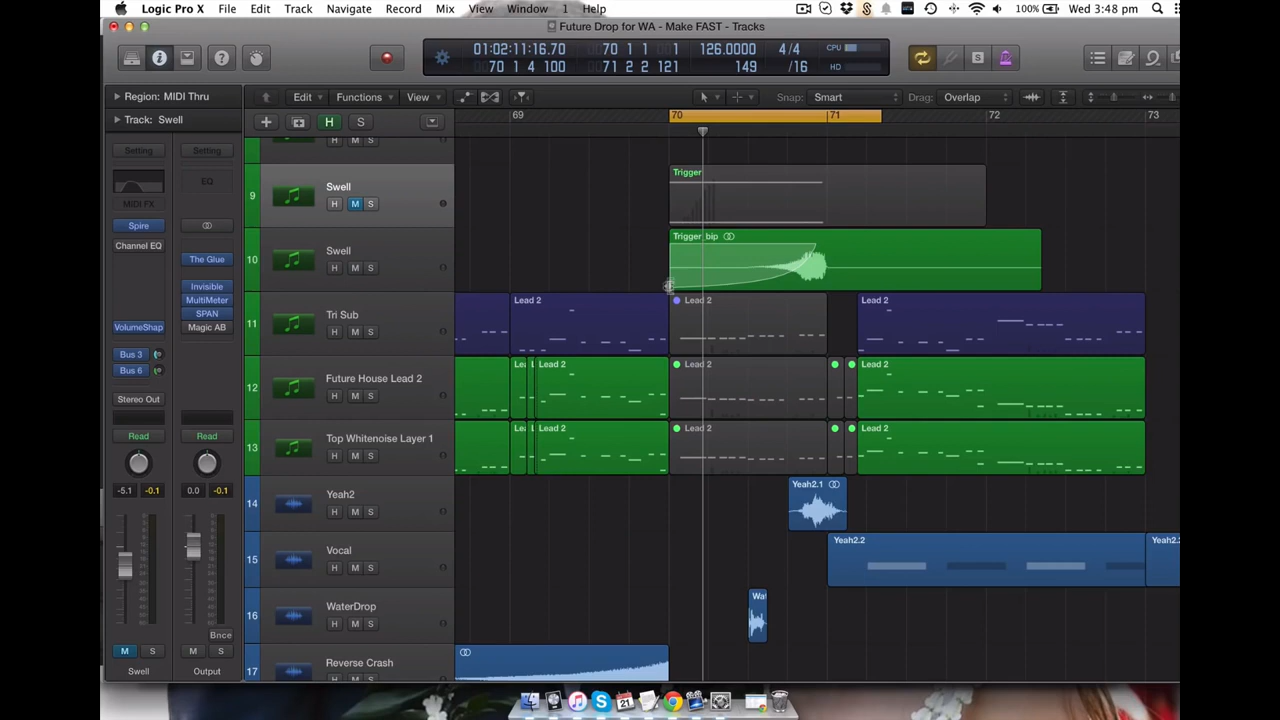 Logic Pro X File Edit Track Navigate Record Mix View Window 1 Help 100% Wed 3:48 pm
Future Drop for WA - Make FAST - Tracks
01:02:11:16.70 70 1 1 1 126.0000 4/4 CPU
70 1 4 100 71 2 2 121 149 /16 HD
Region: MIDI Thru Edit Functions View Snap: Smart Drag: Overlap
Track: Swell H S 69 70 71 72 73
Setting Setting
H M S
EQ
MIDI FX
9 Swell Trigger
H M S
Spire
Channel EQ
The Glue
10 Swell Trigger_bip
H M S
Invisible
MultiMeter
SPAN
VolumeShap Magic AB
11 Tri Sub Lead 2 Lead 2 Lead 2
H M S
Bus 3
Bus 6
Stereo Out
12 Future House Lead 2 Lead 2 Lead 2 Lead 2
H M S
Read Read
13 Top Whitenoise Layer 1 Lead 2 Lead 2 Lead 2
H M S
-5.1 -0.1 0.0 -0.1
14 Yeah2 Yeah2.1
H M S
15 Vocal Yeah2.2 Yeah2.2
H M S
16 WaterDrop Wa
H M S
Bnce
M S M S
17 Reverse Crash
H M S
Swell Output
21